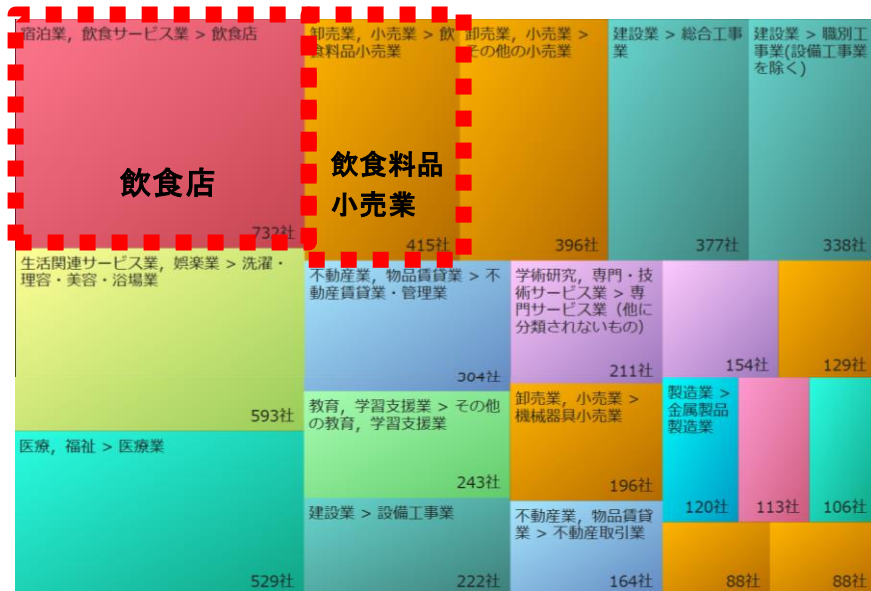 宿泊業, 飲食サービス業 > 飲食店
飲食店
732社
卸売業, 小売業 > 飲
食料品小売業
飲食料品
小売業
415社
卸売業, 小売業 >
その他の小売業
396社
建設業 > 総合工事
業
377社
建設業 > 職別工
事業(設備工事業
を除く)
338社
生活関連サービス業, 娯楽業 > 洗濯・
理容・美容・浴場業
593社
不動産業, 物品賃貸業 > 不
動産賃貸業・管理業
304社
学術研究, 専門・技
術サービス業 > 専
門サービス業（他に
分類されないもの）
211社
154社
129社
医療, 福祉 > 医療業
529社
教育, 学習支援業 > その他
の教育, 学習支援業
243社
卸売業, 小売業 >
機械器具小売業
196社
製造業 >
金属製品
製造業
120社
113社
106社
建設業 > 設備工事業
222社
不動産業, 物品賃貸
業 > 不動産取引業
164社
88社
88社